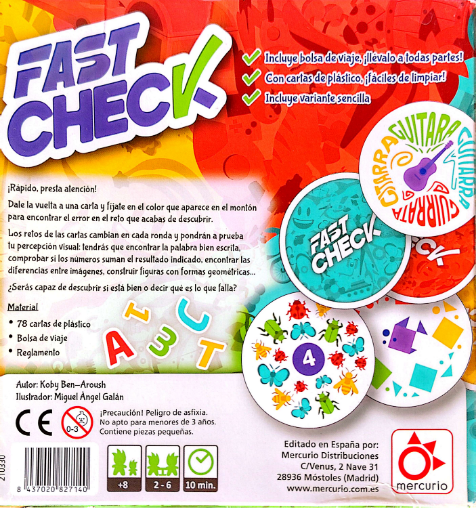 FAST
CHECK
Incluye bolsa de viaje, ¡llévalo a todas partes!
Con cartas de plástico, ¡fáciles de limpiar!
Incluye variante sencilla
GUITARA
GUITARRA
GUIRRATA
¡Rápido, presta atención!
Dale la vuelta a una carta y fíjate en el color que aparece en el montón
para encontrar el error en el reto que acabas de descubrir.
Los retos de las cartas cambian en cada ronda y pondrán a prueba
tu percepción visual: tendrás que encontrar la palabra bien escrita,
comprobar si los números suman el resultado indicado, encontrar las
diferencias entre imágenes, construir figuras con formas geométricas...
¿Serás capaz de descubrir si está bien o decir qué es lo que falla?
FAST
CHECK
CHECK
Material
• 78 cartas de plástico
• Bolsa de viaje
• Reglamento
1 C
A 3 T
4
Autor: Koby Ben-Aroush
Ilustrador: Miguel Ángel Galán
CE
0-3
¡Precaución! Peligro de asfixia.
No apto para menores de 3 años.
Contiene piezas pequeñas.
210330
8 437020 827140
+8
2 - 6
10 min.
Editado en España por:
Mercurio Distribuciones
C/Venus, 2 Nave 31
28936 Móstoles (Madrid)
www.mercurio.com.es
mercurio